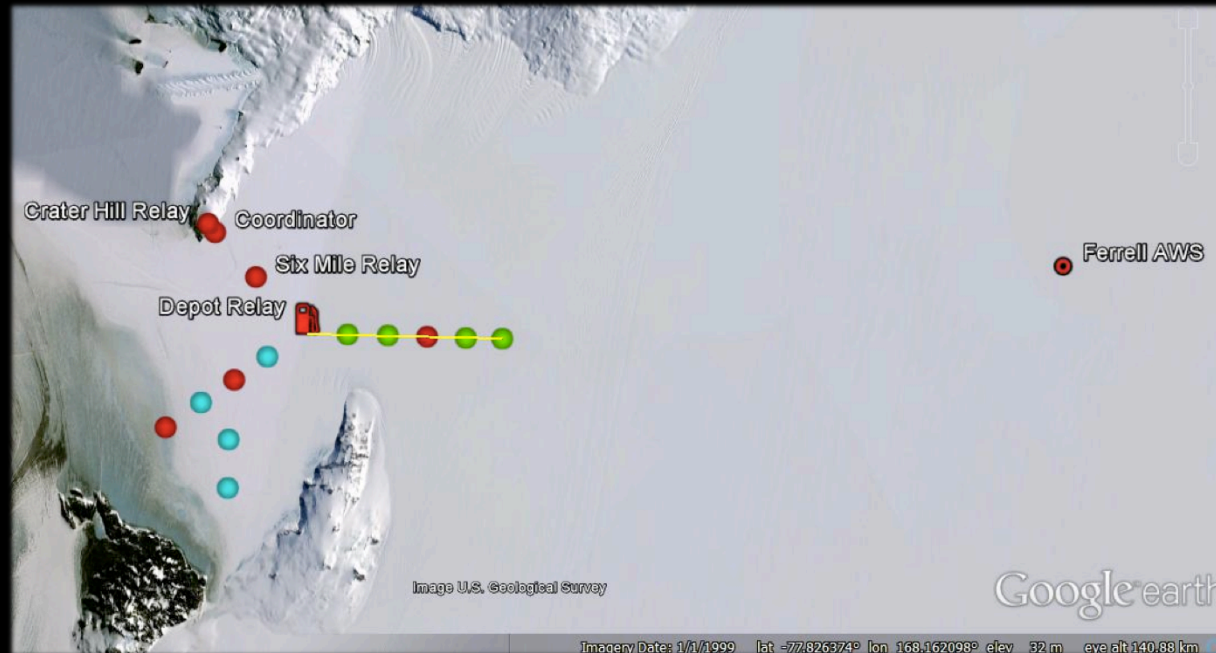 Crater Hill Relay
Coordinator
Six Mile Relay
Depot Relay
Ferrell AWS
Image U.S. Geological Survey
Google earth
Imagery Date: 1/1/1999 lat -77.826374° lon 168.162098° elev 32 m eye alt 140.88 km